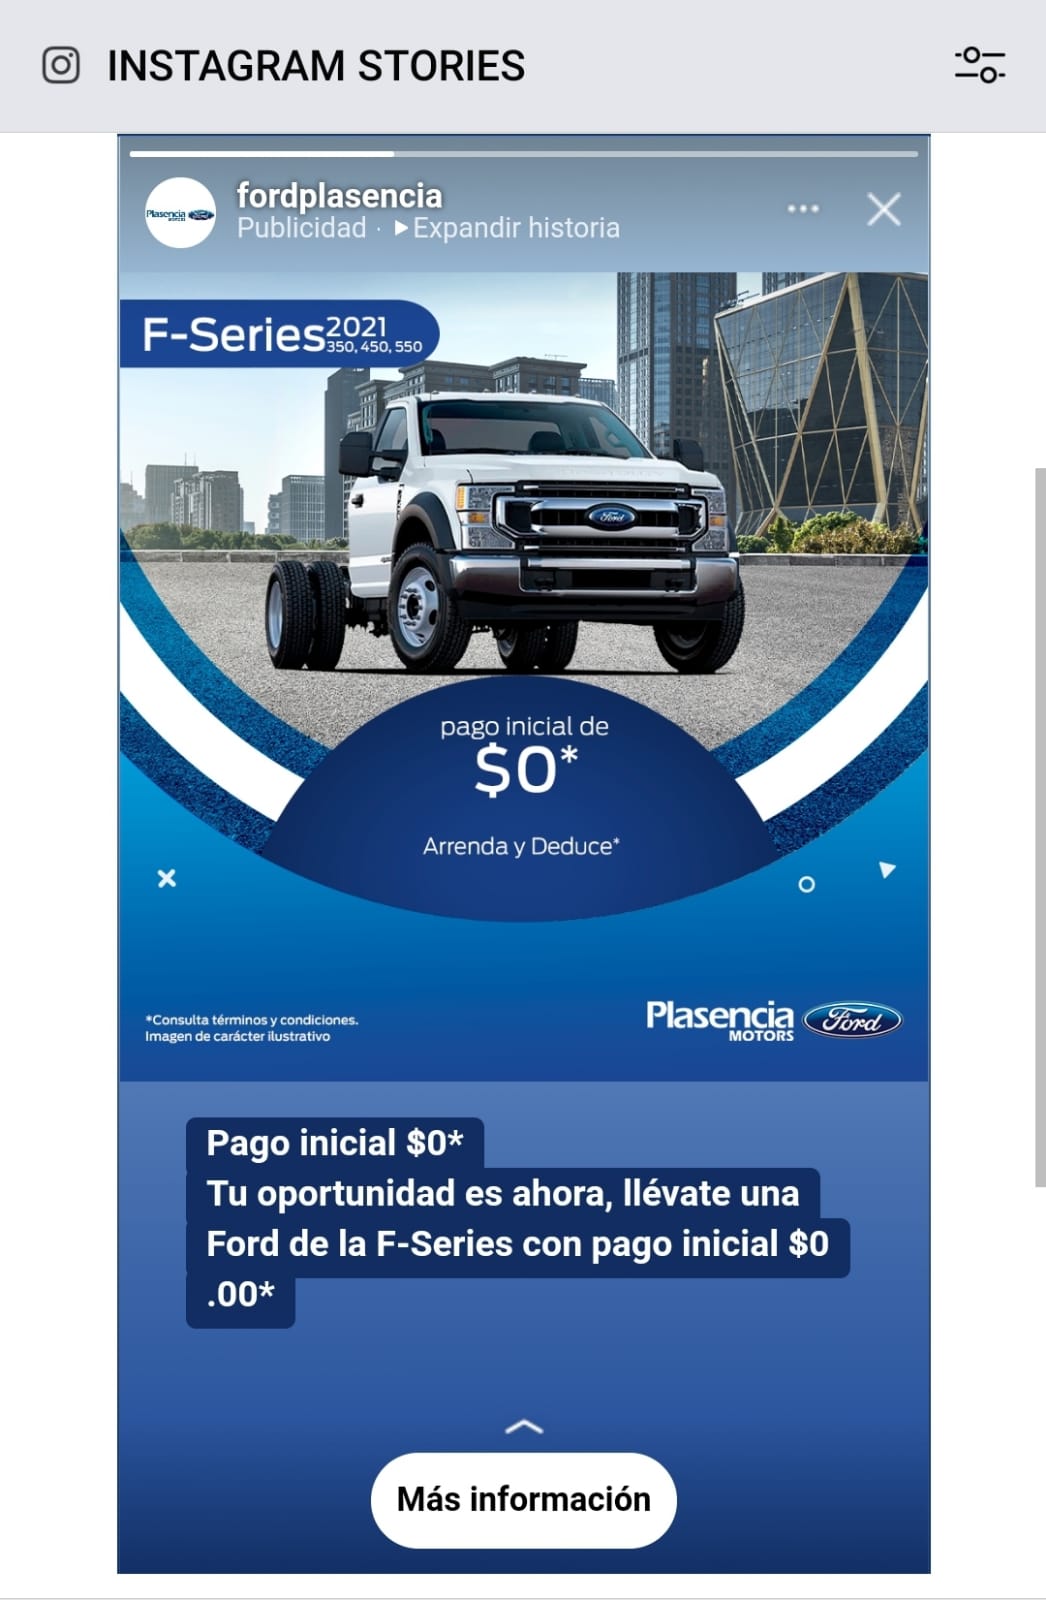 INSTAGRAM STORIES
Plasencia
MOTORS
fordplasencia
Publicidad · Expandir historia
F-Series 2021
350, 450, 550
Ford
pago inicial de
$0*
Arrenda y Deduce*
*Consulta términos y condiciones.
Imagen de carácter ilustrativo
Plasencia Ford
MOTORS
Pago inicial $0*
Tu oportunidad es ahora, llévate una
Ford de la F-Series con pago inicial $0
.00*
Más información